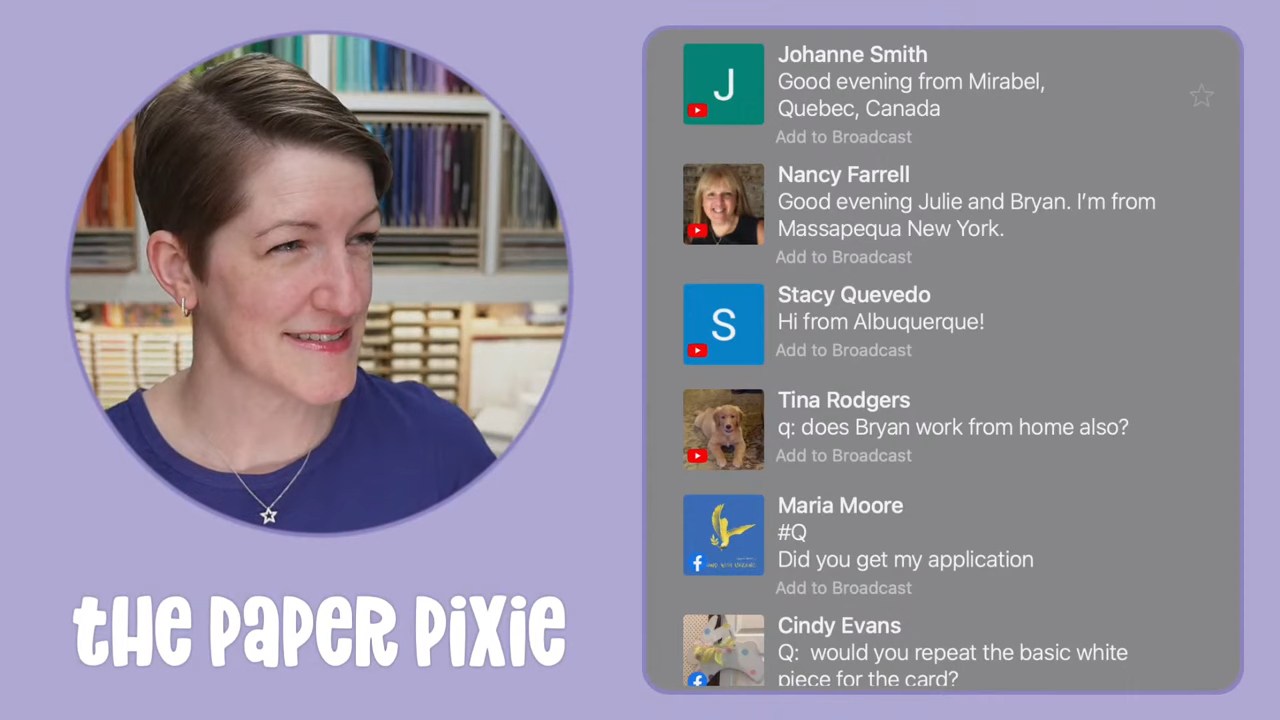 J
Johanne Smith
Good evening from Mirabel,
Quebec, Canada
Add to Broadcast
Nancy Farrell
Good evening Julie and Bryan. I’m from
Massapequa New York.
Add to Broadcast
S
Stacy Quevedo
Hi from Albuquerque!
Add to Broadcast
Tina Rodgers
q: does Bryan work from home also?
Add to Broadcast
Maria Moore
#Q
Did you get my application
Add to Broadcast
Cindy Evans
Q: would you repeat the basic white
piece for the card?
the PAPER PIXIE